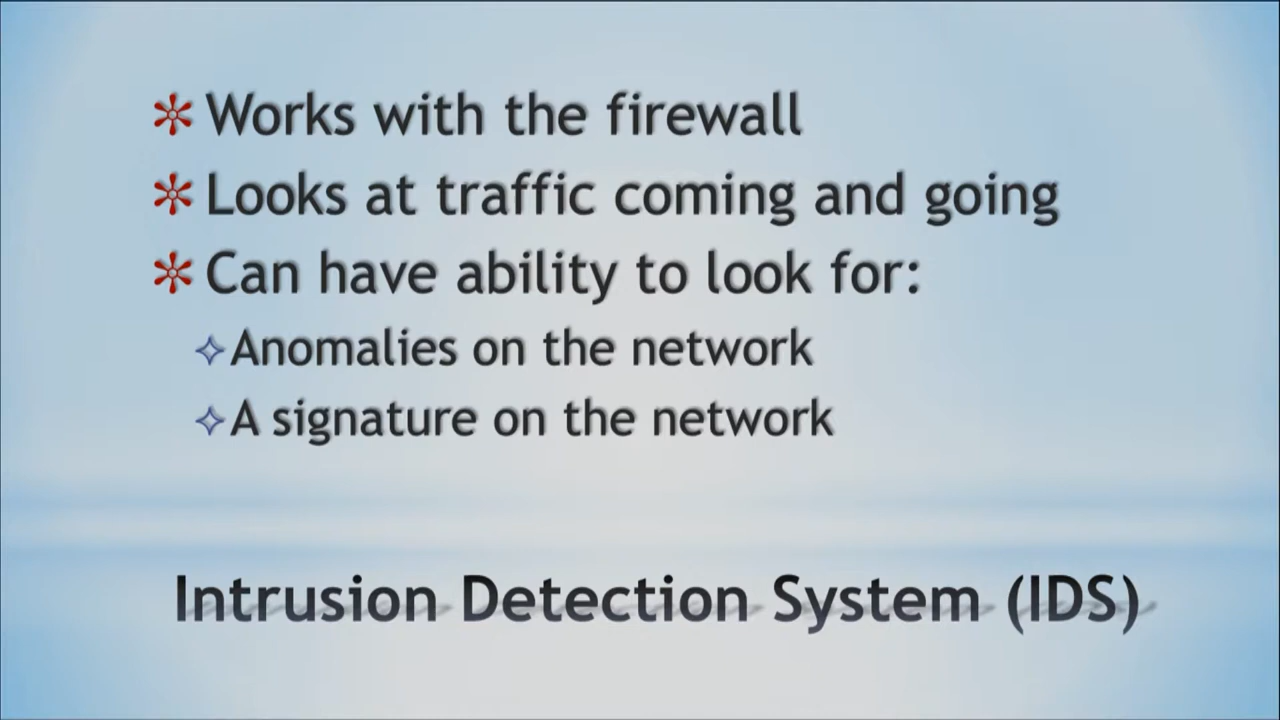 Works with the firewall
Looks at traffic coming and going
Can have ability to look for:
Anomalies on the network
A signature on the network
Intrusion Detection System (IDS)